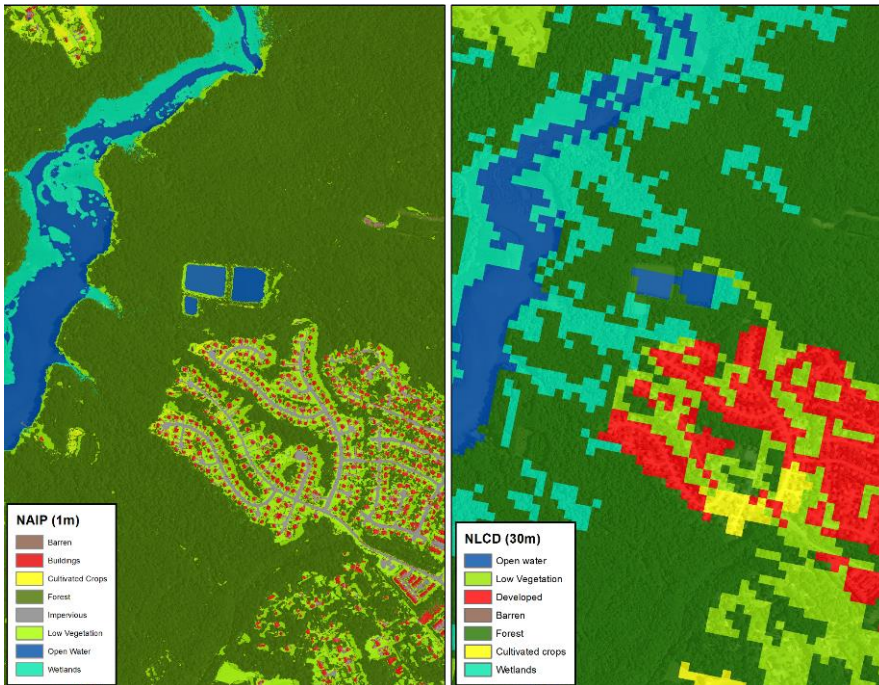 NAIP (1m)
Barren
Buildings
Cultivated Crops
Forest
Impervious
Low Vegetation
Open Water
Wetlands
NLCD (30m)
Open water
Low Vegetation
Developed
Barren
Forest
Cultivated crops
Wetlands